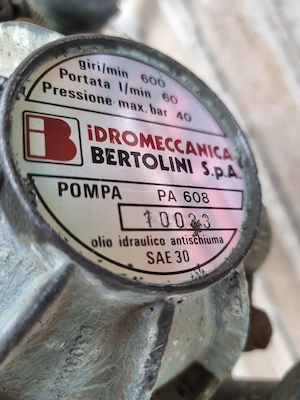 giri/min 600
Portata l/min 60
Pressione max. bar 40
iB
iDROMECCANICA
BERTOLINI S.p.A.
POMPA PA 608
10033
olio idraulico antischiuma
SAE 30